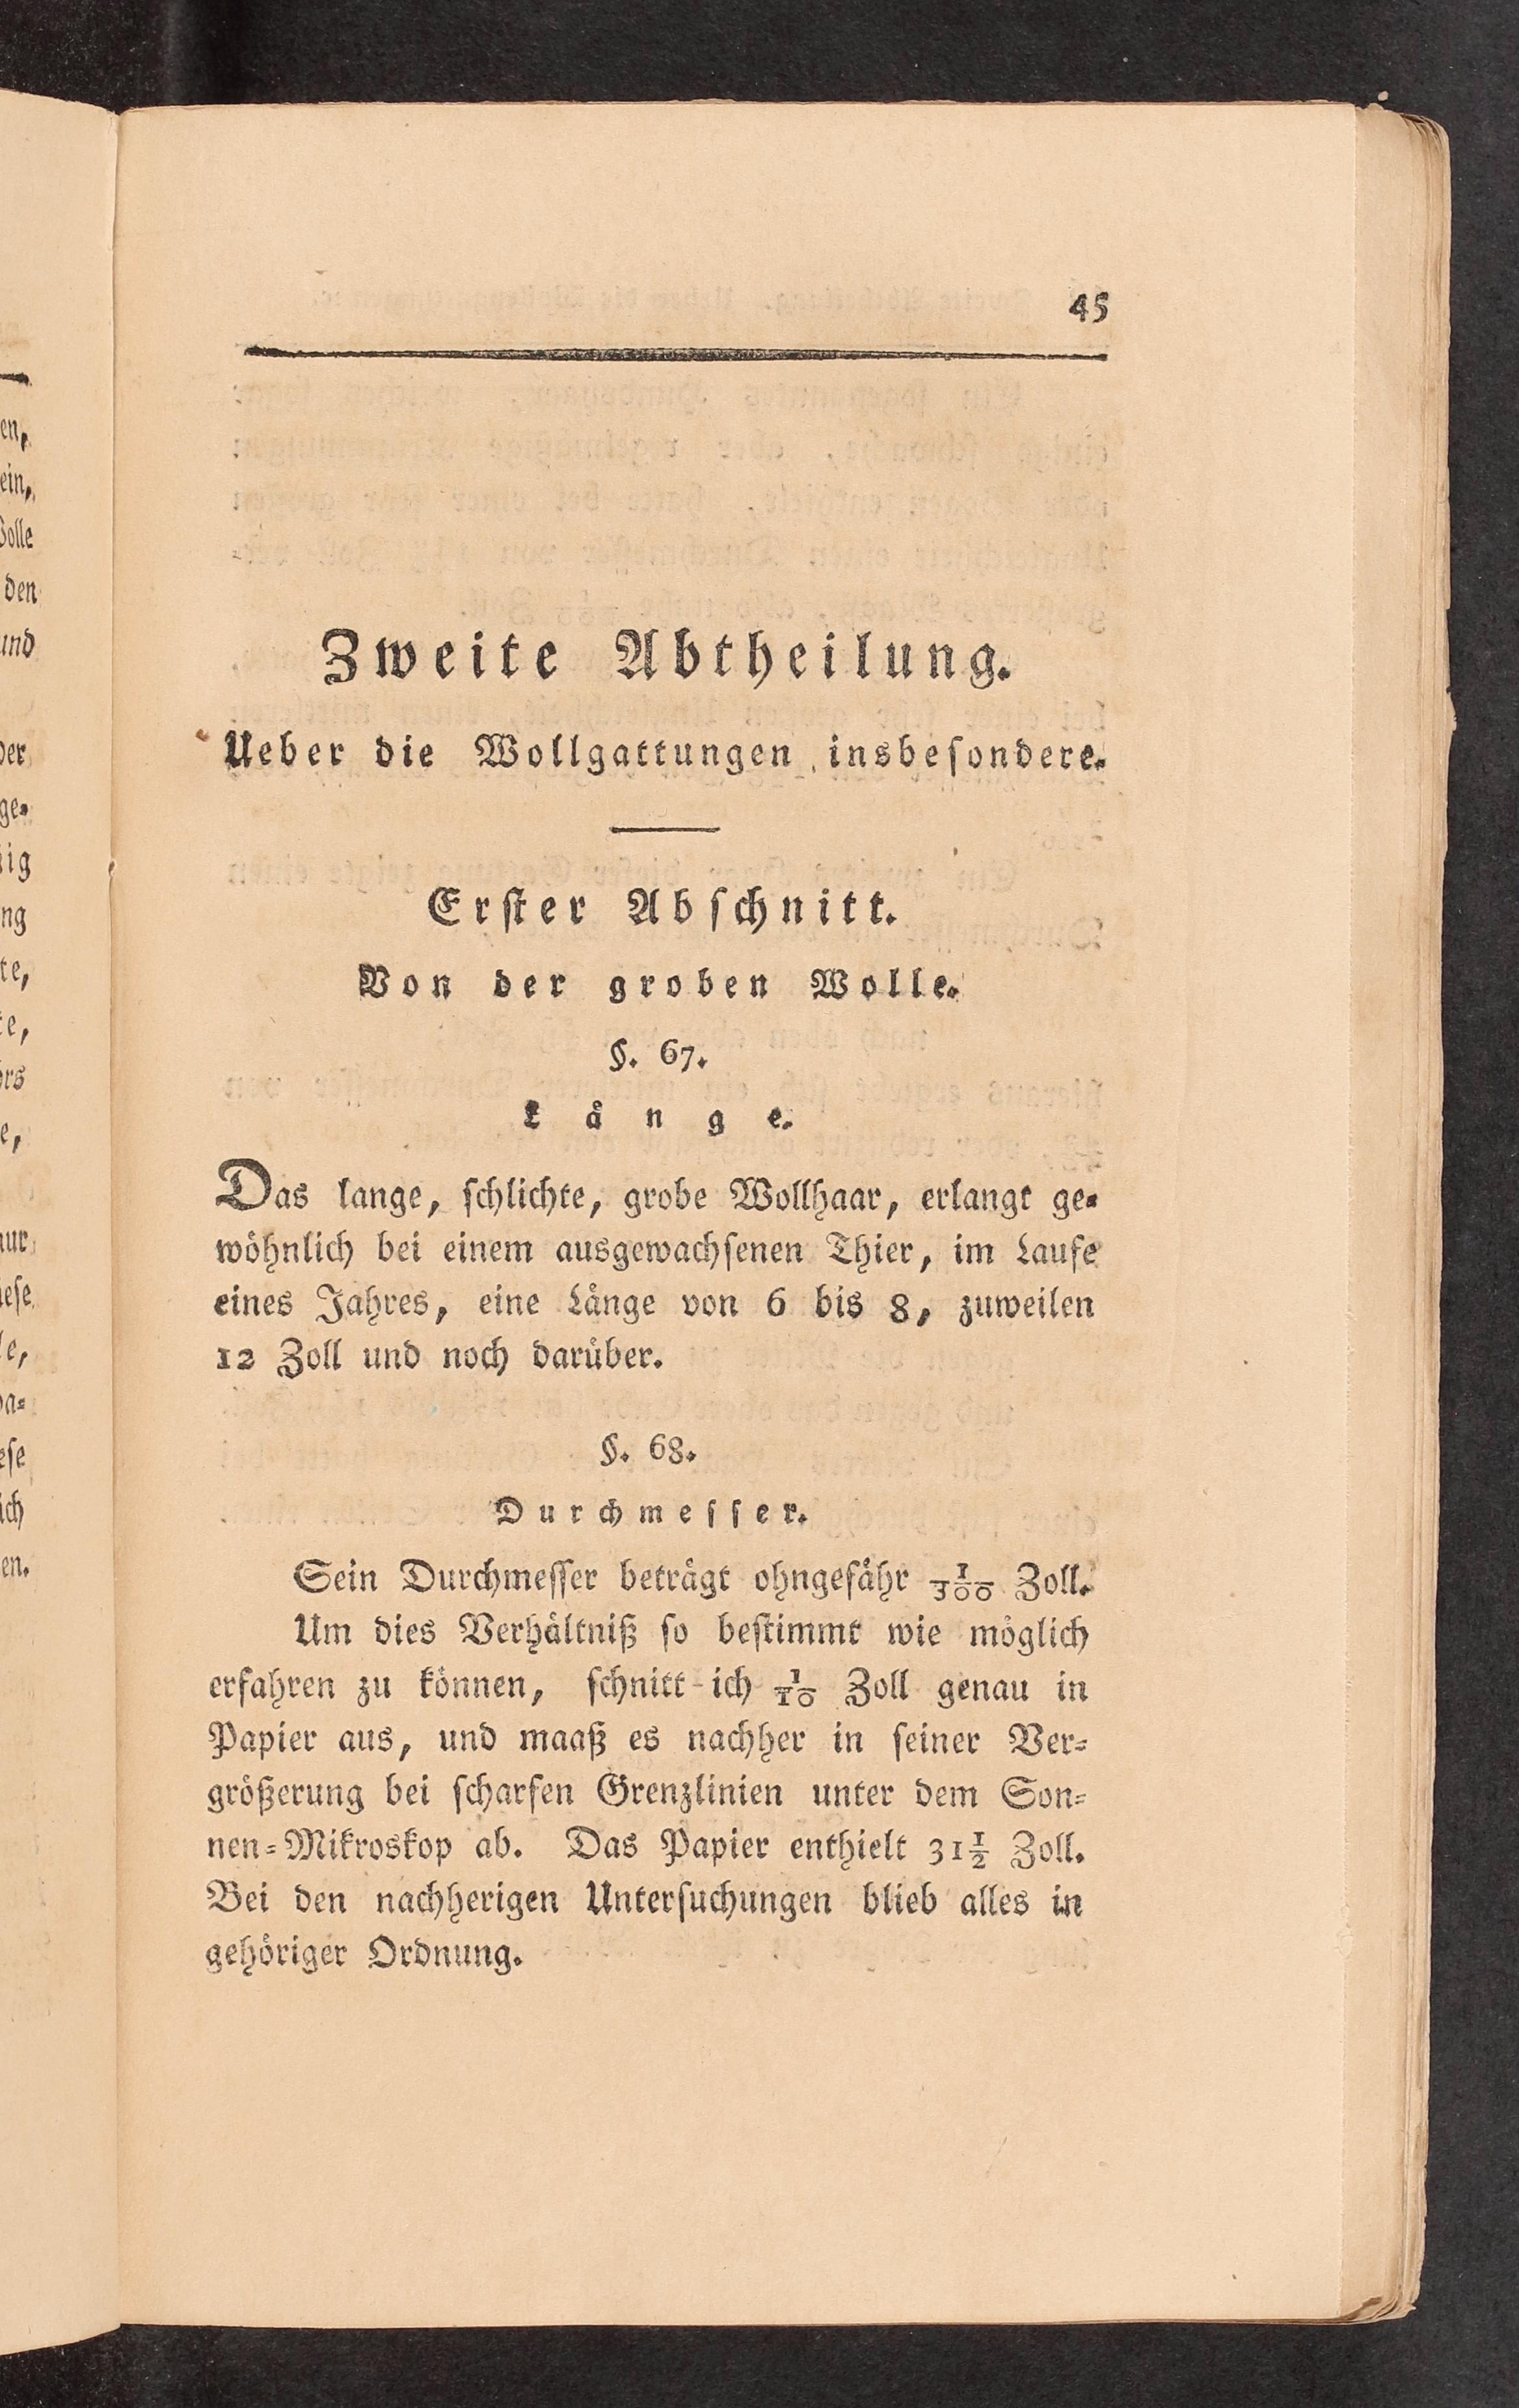 45
Zweite Abtheilung.
Ueber die Wollgattungen insbesondere.
Erster Abschnitt.
Von der groben Wolle.
§. 67.
Länge.
Das lange, ſchlichte, grobe Wollhaar, erlangt ge⸗
wöhnlich bei einem ausgewachſenen Thier, im Laufe
eines Jahres, eine Länge von 6 bis 8, zuweilen
12 Zoll und noch darüber.
§. 68.
Durchmeſſer.
Sein Durchmeſſer beträgt ohngefähr 1/300 Zoll.
Um dies Verhältniß ſo beſtimmt wie möglich
erfahren zu können, ſchnitt ich 1/10 Zoll genau in
Papier aus, und maaß es nachher in ſeiner Ver⸗
größerung bei ſcharfen Grenzlinien unter dem Son⸗
nen⸗Mikroskop ab. Das Papier enthielt 31½ Zoll.
Bei den nachherigen Unterſuchungen blieb alles in
gehöriger Ordnung.